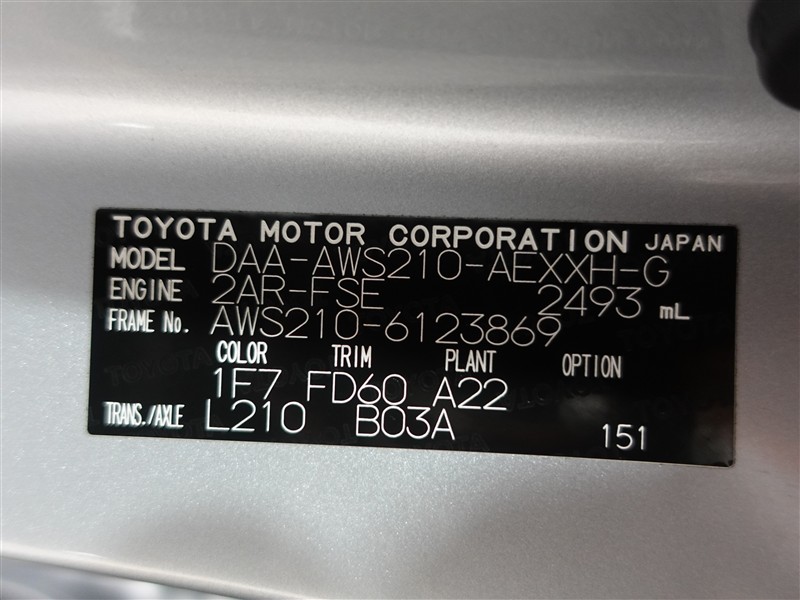 TOYOTA MOTOR CORPORATION JAPAN
MODEL DAA-AWS210-AEXXH-G
ENGINE 2AR-FSE 2493 mL
FRAME No. AWS210-6123869
COLOR TRIM PLANT OPTION
1F7 FD60 A22
TRANS./AXLE L210 B03A 151